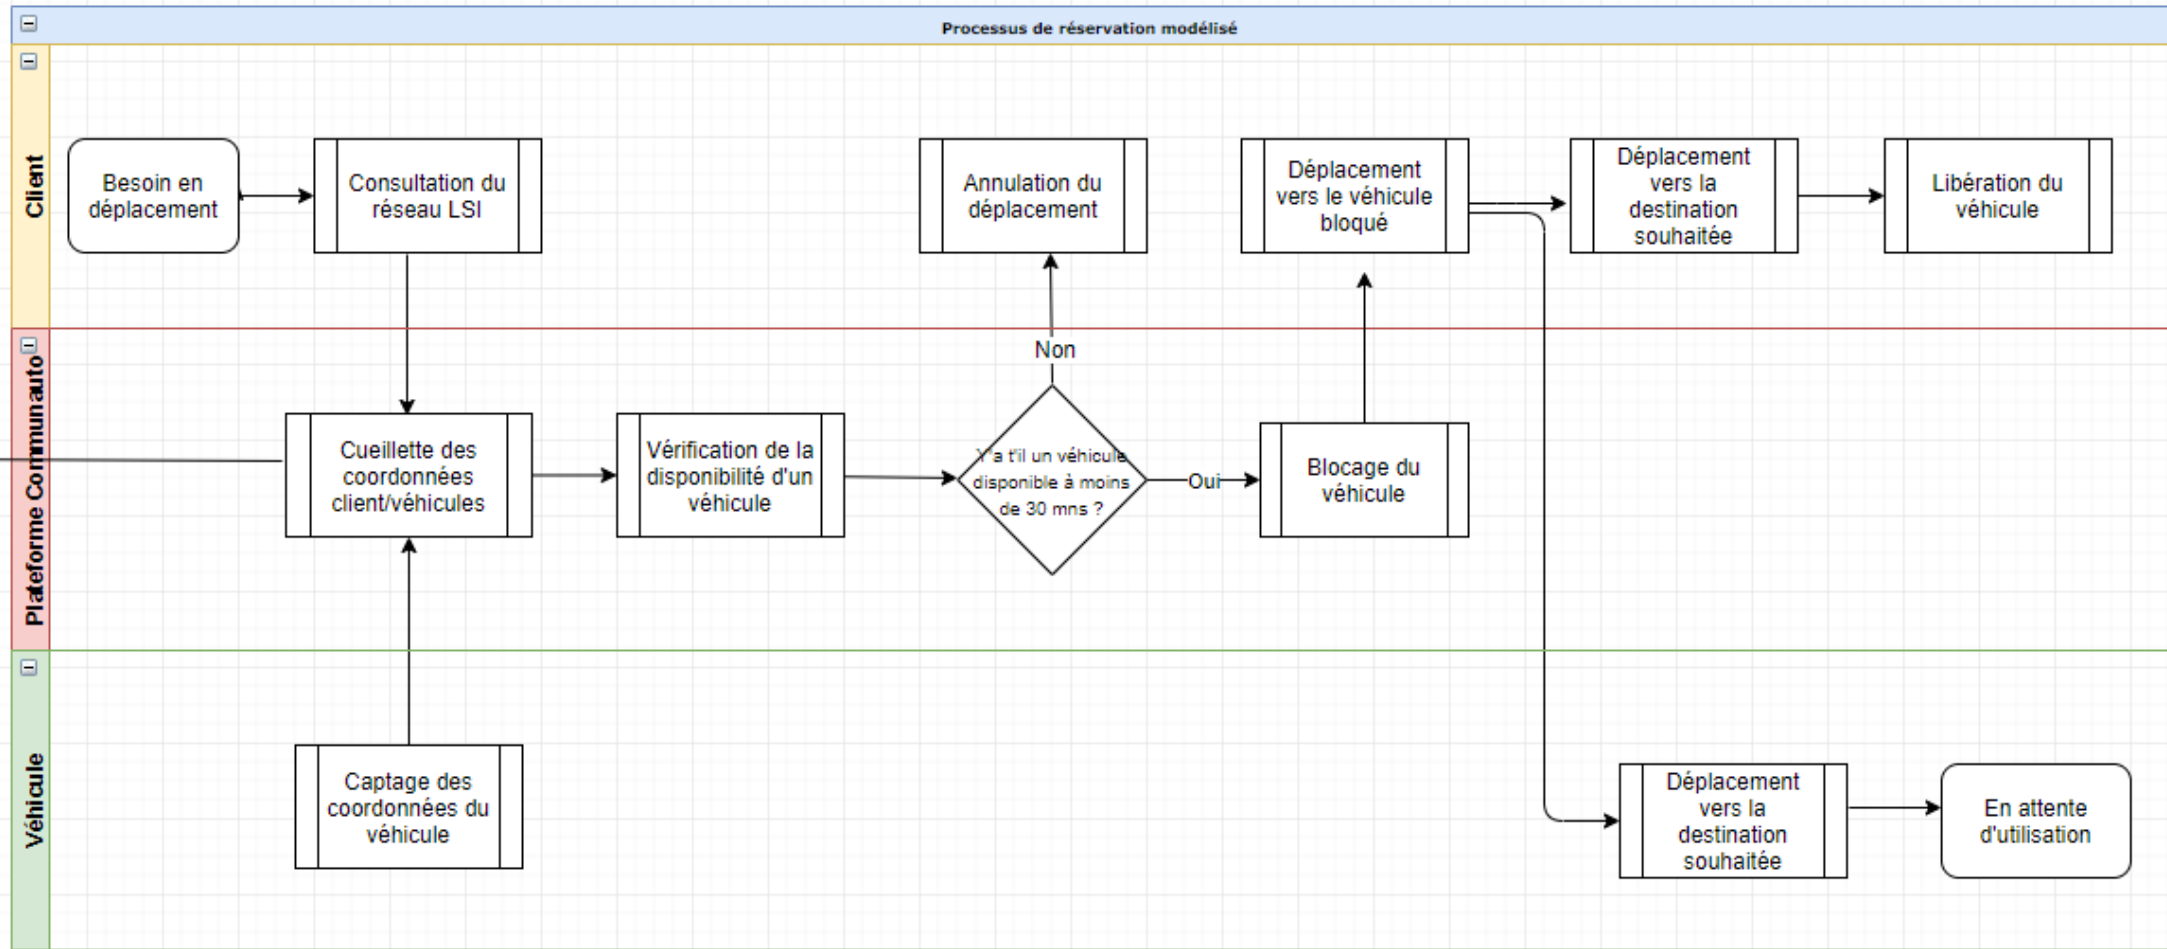 Processus de réservation modélisé
Client
Besoin en
déplacement
Consultation du
réseau LSI
Annulation du
déplacement
Déplacement
vers le véhicule
bloqué
Déplacement
vers la
destination
souhaitée
Libération du
véhicule
Plateforme Communauto
Non
Cueillette des
coordonnées
client/véhicules
Vérification de la
disponibilité d'un
véhicule
Y'a t'il un véhicule
disponible à moins
de 30 mns ?
Oui
Blocage du
véhicule
Véhicule
Captage des
coordonnées du
véhicule
Déplacement
vers la
destination
souhaitée
En attente
d'utilisation